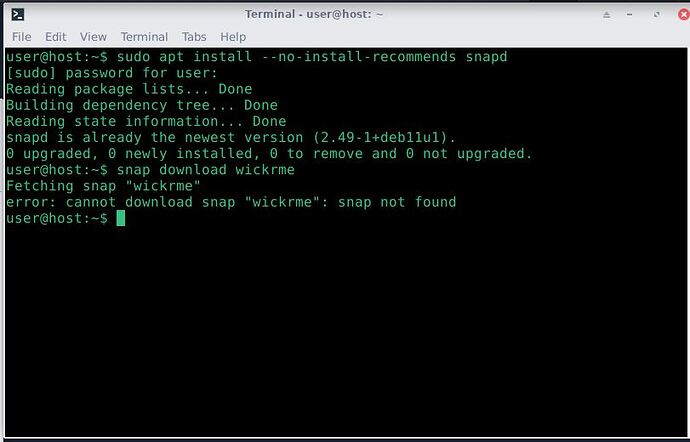 Terminal - user@host: ~
File Edit View Terminal Tabs Help
user@host:~$ sudo apt install --no-install-recommends snapd
[sudo] password for user:
Reading package lists... Done
Building dependency tree... Done
Reading state information... Done
snapd is already the newest version (2.49-1+deb11u1).
0 upgraded, 0 newly installed, 0 to remove and 0 not upgraded.
user@host:~$ snap download wickrme
Fetching snap "wickrme"
error: cannot download snap "wickrme": snap not found
user@host:~$